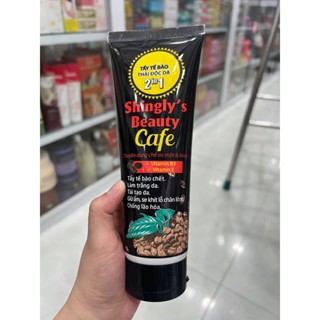 TẨY TẾ BÀO
THẢI ĐỘC DA
2in1
Shingly's
Beauty
Cafe
Vitamin B3
Vitamin E
Tẩy tế bào chết.
Làm trắng da.
Tái tạo da.
Giữ ẩm, se khít lỗ chân lông
Chống lão hóa.